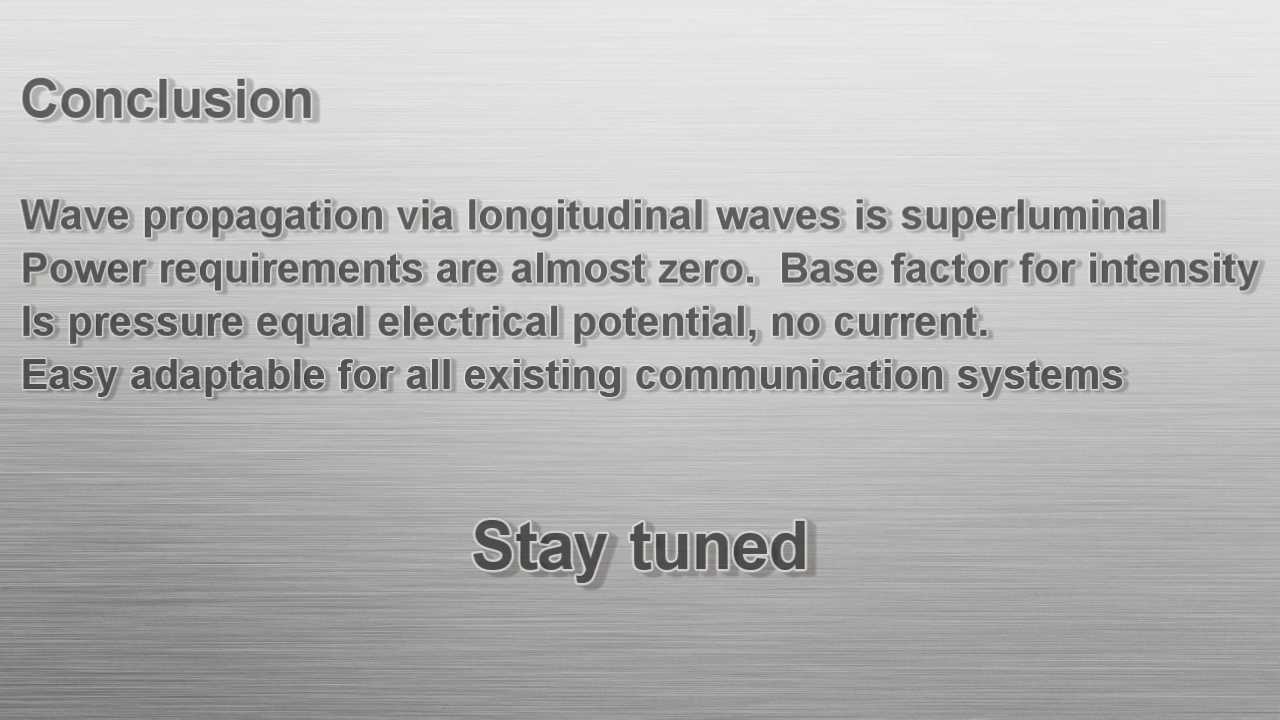 Conclusion
Wave propagation via longitudinal waves is superluminal
Power requirements are almost zero.  Base factor for intensity
Is pressure equal electrical potential, no current.
Easy adaptable for all existing communication systems
Stay tuned